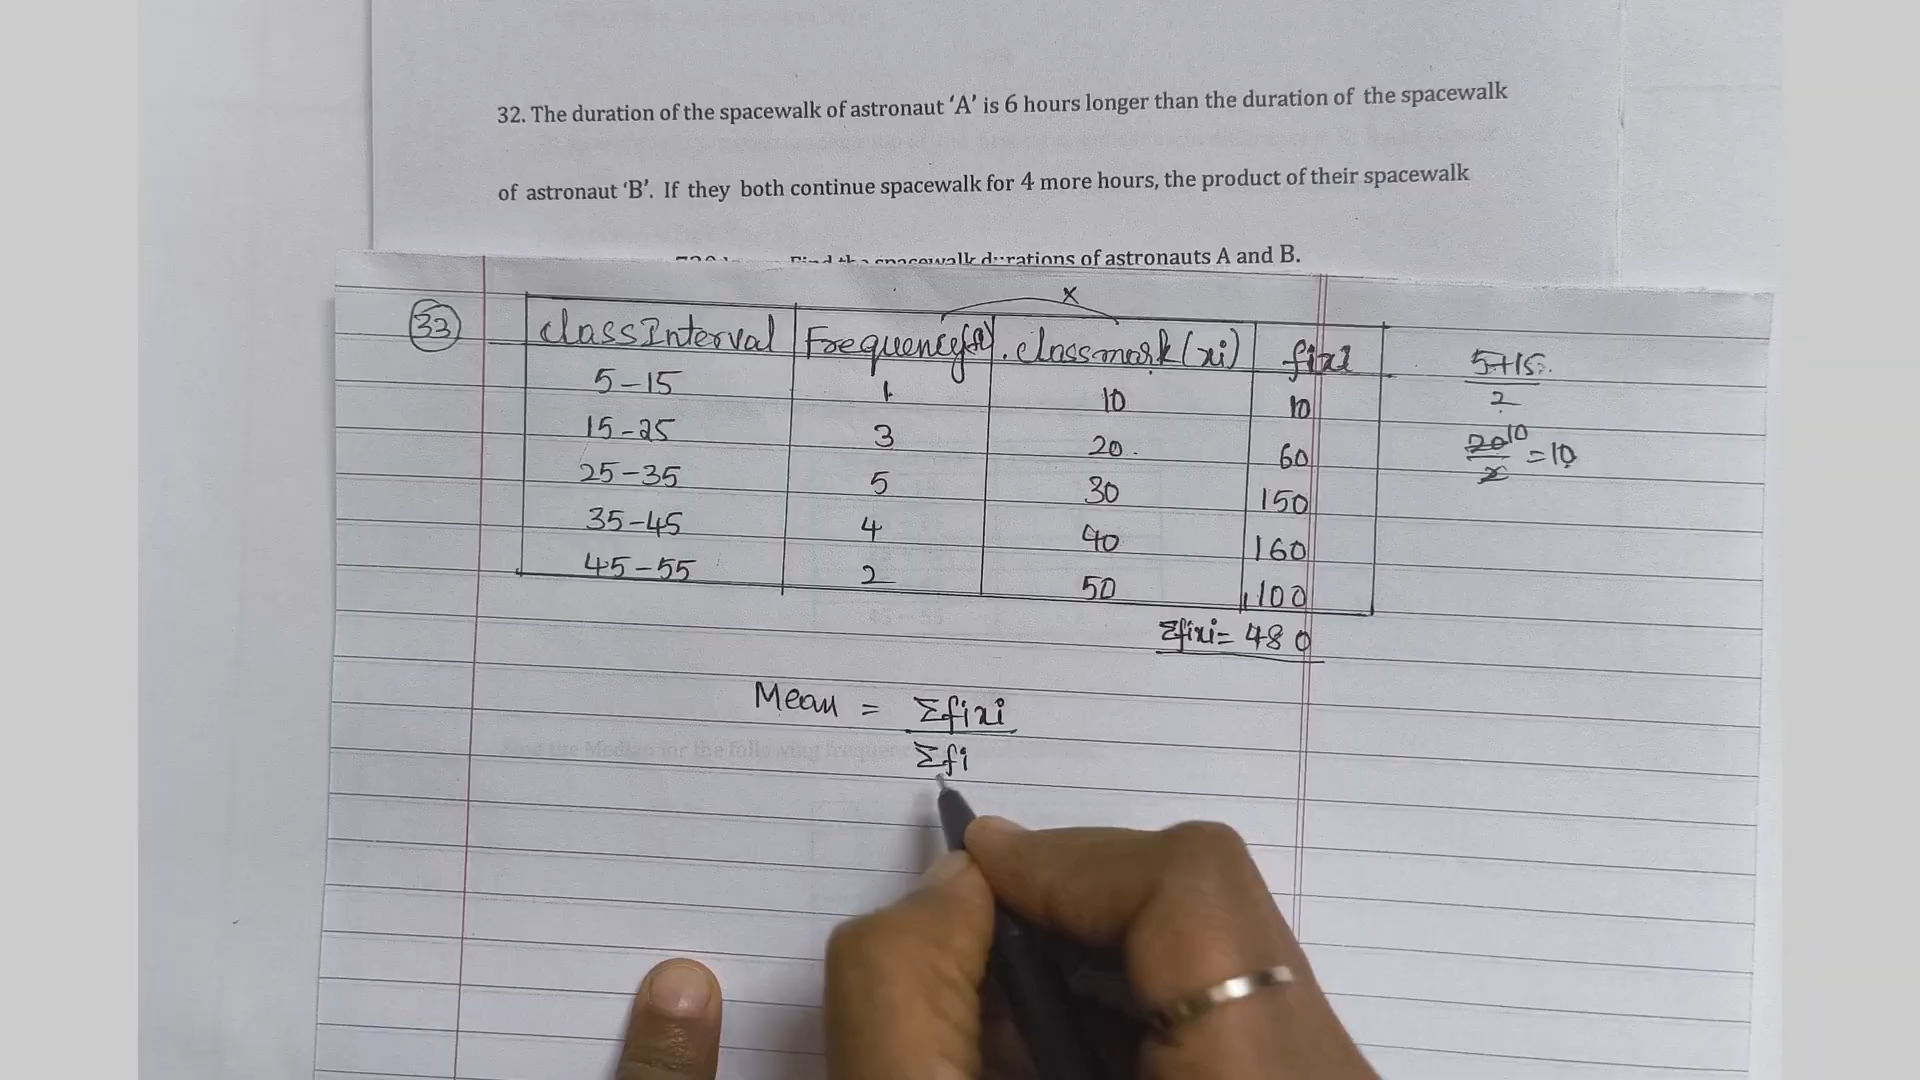 32. The duration of the spacewalk of astronaut ‘A’ is 6 hours longer than the duration of the spacewalk
of astronaut ‘B’. If they both continue spacewalk for 4 more hours, the product of their spacewalk
Find the spacewalk durations of astronauts A and B.
x
33 classInterval Frequency(fi) classmark(xi) fixi
5-15 1 10 10
15-25 3 20 60
25-35 5 30 150
35-45 4 40 160
45-55 2 50 100
Σfixi= 480
5+15
2
20 10
2 =10
Mean = Σfixi
Σfi